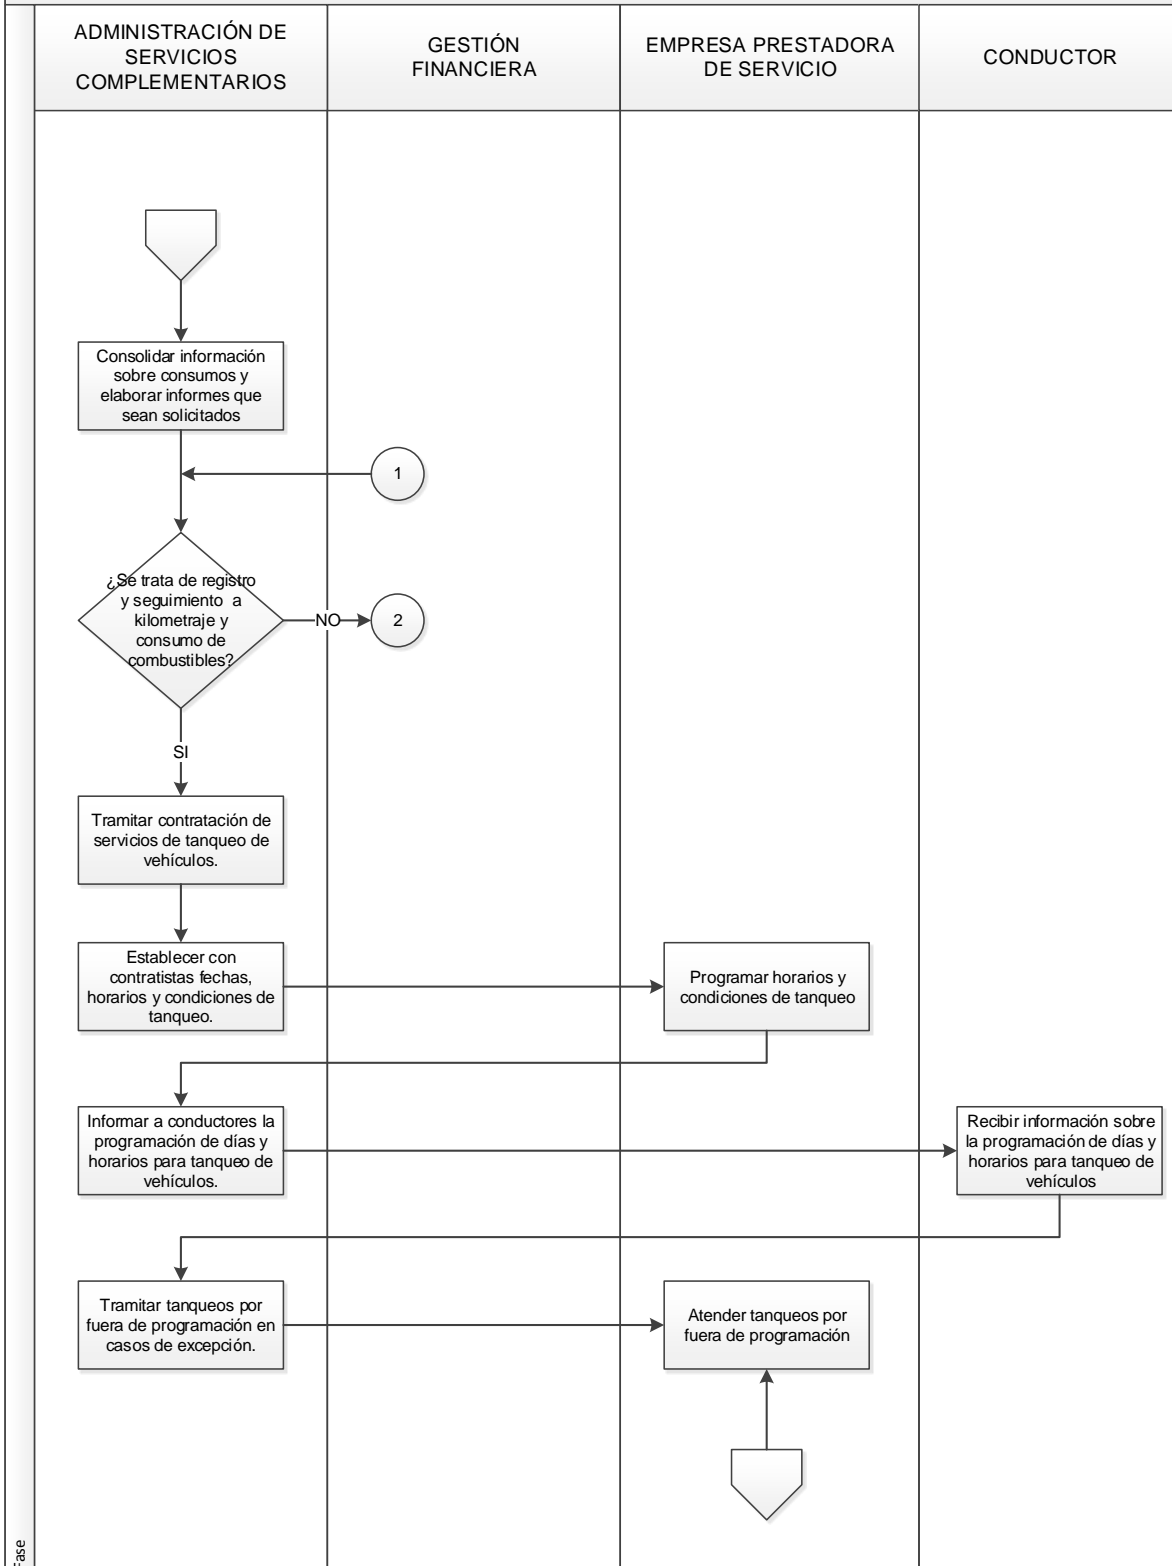 ADMINISTRACIÓN DE
SERVICIOS
COMPLEMENTARIOS
GESTIÓN
FINANCIERA
EMPRESA PRESTADORA
DE SERVICIO
CONDUCTOR
Consolidar información
sobre consumos y
elaborar informes que
sean solicitados
1
¿Se trata de registro
y seguimiento a
kilometraje y
consumo de
combustibles?
NO
2
SI
Tramitar contratación de
servicios de tanqueo de
vehículos.
Establecer con
contratistas fechas,
horarios y condiciones de
tanqueo.
Programar horarios y
condiciones de tanqueo
Informar a conductores la
programación de días y
horarios para tanqueo de
vehículos.
Recibir información sobre
la programación de días y
horarios para tanqueo de
vehículos
Tramitar tanqueos por
fuera de programación en
casos de excepción.
Atender tanqueos por
fuera de programación
Fase